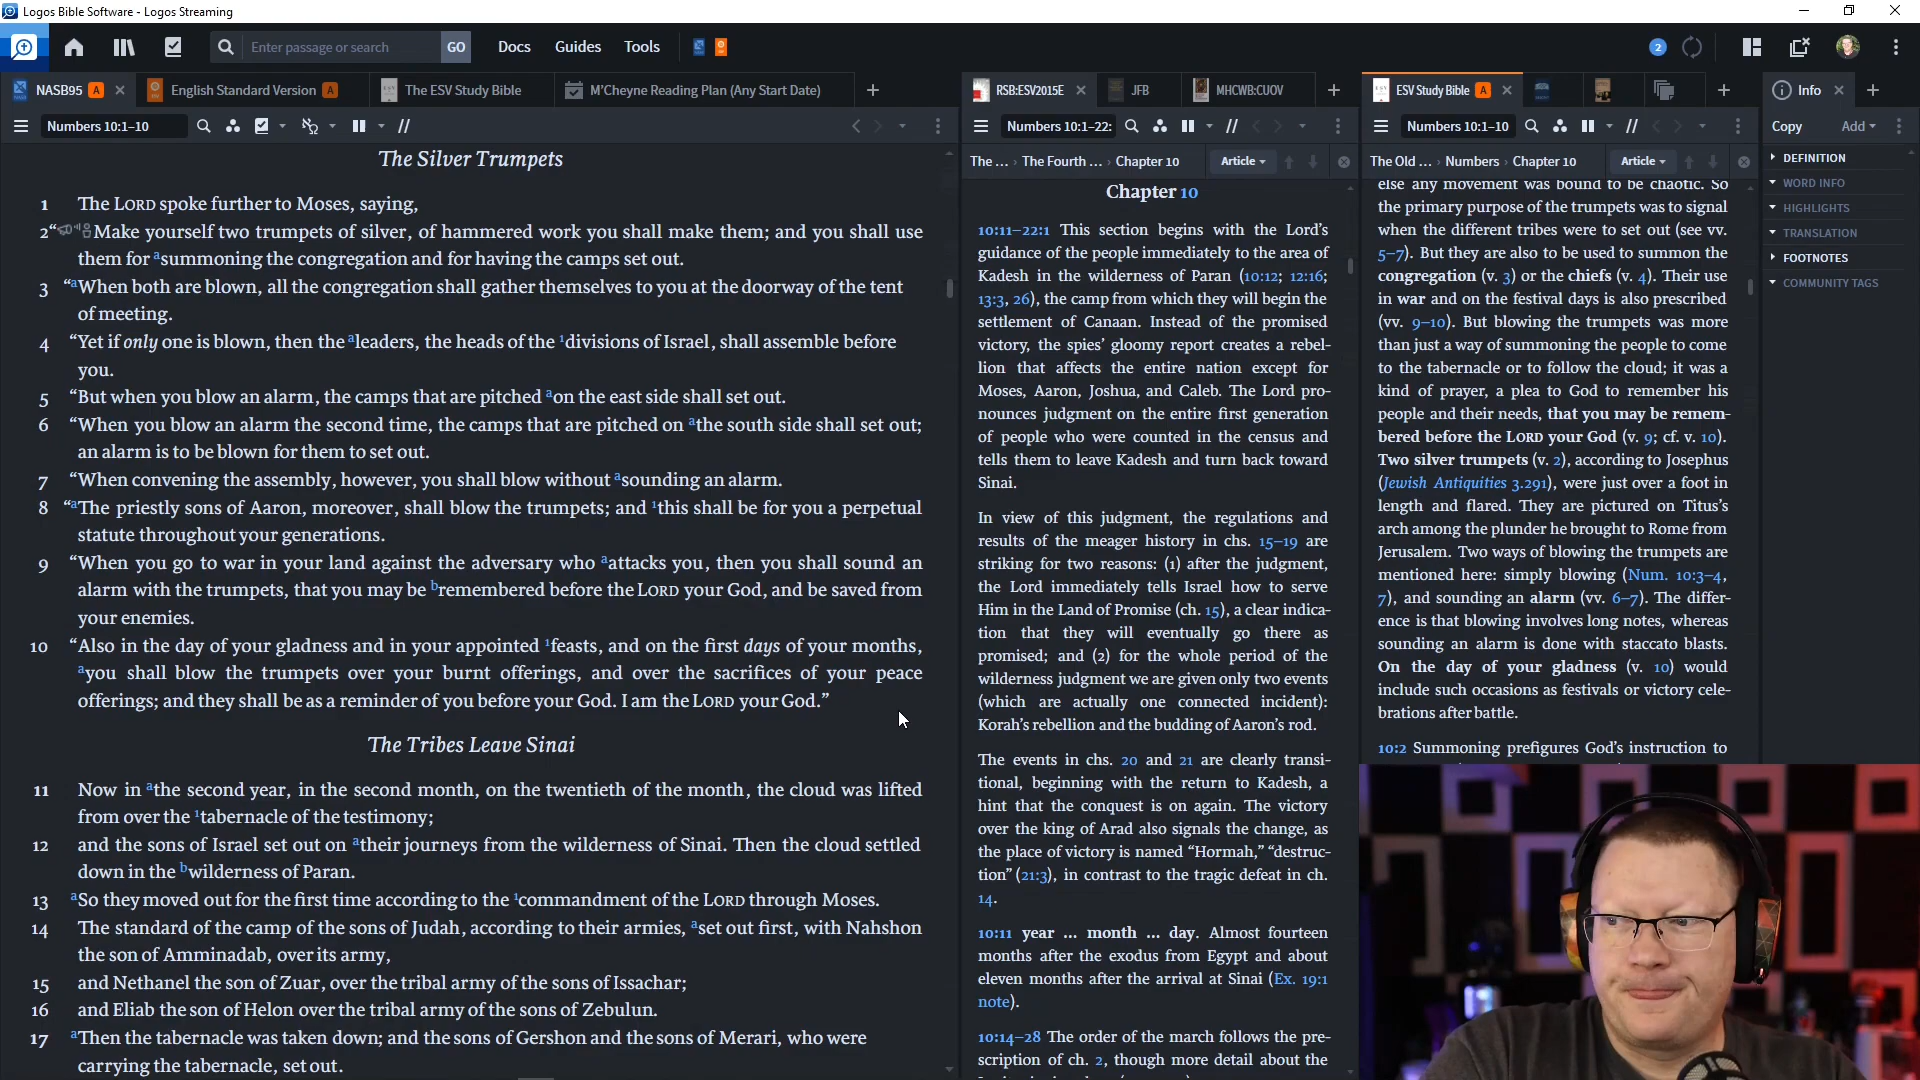 Logos Bible Software - Logos Streaming
Enter passage or search
GO
Docs
Guides
Tools
2
NASB95 A
English Standard Version A
The ESV Study Bible
M'Cheyne Reading Plan (Any Start Date)
Numbers 10:1–10
The Silver Trumpets
1 The LORD spoke further to Moses, saying,
2 “Make yourself two trumpets of silver, of hammered work you shall make them; and you shall use
them for ᵃsummoning the congregation and for having the camps set out.
3 “ᵃWhen both are blown, all the congregation shall gather themselves to you at the doorway of the tent
of meeting.
4 “Yet if only one is blown, then the ᵃleaders, the heads of the ¹divisions of Israel, shall assemble before
you.
5 “But when you blow an alarm, the camps that are pitched ᵃon the east side shall set out.
6 “When you blow an alarm the second time, the camps that are pitched on ᵃthe south side shall set out;
an alarm is to be blown for them to set out.
7 “When convening the assembly, however, you shall blow without ᵃsounding an alarm.
8 “ᵃThe priestly sons of Aaron, moreover, shall blow the trumpets; and ¹this shall be for you a perpetual
statute throughout your generations.
9 “When you go to war in your land against the adversary who ᵃattacks you, then you shall sound an
alarm with the trumpets, that you may be ᵇremembered before the LORD your God, and be saved from
your enemies.
10 “Also in the day of your gladness and in your appointed ¹feasts, and on the first days of your months,
ᵃyou shall blow the trumpets over your burnt offerings, and over the sacrifices of your peace
offerings; and they shall be as a reminder of you before your God. I am the LORD your God.”
The Tribes Leave Sinai
11 Now in ᵃthe second year, in the second month, on the twentieth of the month, the cloud was lifted
from over the ¹tabernacle of the testimony;
12 and the sons of Israel set out on ᵃtheir journeys from the wilderness of Sinai. Then the cloud settled
down in the ᵇwilderness of Paran.
13 ᵃSo they moved out for the first time according to the ¹commandment of the LORD through Moses.
14 The standard of the camp of the sons of Judah, according to their armies, ᵃset out first, with Nahshon
the son of Amminadab, over its army,
15 and Nethanel the son of Zuar, over the tribal army of the sons of Issachar;
16 and Eliab the son of Helon over the tribal army of the sons of Zebulun.
17 ᵃThen the tabernacle was taken down; and the sons of Gershon and the sons of Merari, who were
carrying the tabernacle, set out.
RSB:ESV2015E
JFB
MHCWB:CUOV
Numbers 10:1–22:
The ... › The Fourth ... › Chapter 10
Article
Chapter 10
10:11–22:1 This section begins with the Lord’s
guidance of the people immediately to the area of
Kadesh in the wilderness of Paran (10:12; 12:16;
13:3, 26), the camp from which they will begin the
settlement of Canaan. Instead of the promised
victory, the spies’ gloomy report creates a rebel-
lion that affects the entire nation except for
Moses, Aaron, Joshua, and Caleb. The Lord pro-
nounces judgment on the entire first generation
of people who were counted in the census and
tells them to leave Kadesh and turn back toward
Sinai.
In view of this judgment, the regulations and
results of the meager history in chs. 15–19 are
striking for two reasons: (1) after the judgment,
the Lord immediately tells Israel how to serve
Him in the Land of Promise (ch. 15), a clear indica-
tion that they will eventually go there as
promised; and (2) for the whole period of the
wilderness judgment we are given only two events
(which are actually one connected incident):
Korah’s rebellion and the budding of Aaron’s rod.
The events in chs. 20 and 21 are clearly transi-
tional, beginning with the return to Kadesh, a
hint that the conquest is on again. The victory
over the king of Arad also signals the change, as
the place of victory is named “Hormah,” “destruc-
tion” (21:3), in contrast to the tragic defeat in ch.
14.
10:11 year ... month ... day. Almost fourteen
months after the exodus from Egypt and about
eleven months after the arrival at Sinai (Ex. 19:1
note).
10:14–28 The order of the march follows the pre-
scription of ch. 2, though more detail about the
ESV Study Bible A
Numbers 10:1–10
The Old ... › Numbers › Chapter 10
Article
else any movement was bound to be chaotic. So
the primary purpose of the trumpets was to signal
when the different tribes were to set out (see vv.
5–7). But they are also to be used to summon the
congregation (v. 3) or the chiefs (v. 4). Their use
in war and on the festival days is also prescribed
(vv. 9–10). But blowing the trumpets was more
than just a way of summoning the people to come
to the tabernacle or to follow the cloud; it was a
kind of prayer, a plea to God to remember his
people and their needs, that you may be remem-
bered before the LORD your God (v. 9; cf. v. 10).
Two silver trumpets (v. 2), according to Josephus
(Jewish Antiquities 3.291), were just over a foot in
length and flared. They are pictured on Titus’s
arch among the plunder he brought to Rome from
Jerusalem. Two ways of blowing the trumpets are
mentioned here: simply blowing (Num. 10:3–4,
7), and sounding an alarm (vv. 6–7). The differ-
ence is that blowing involves long notes, whereas
sounding an alarm is done with staccato blasts.
On the day of your gladness (v. 10) would
include such occasions as festivals or victory cele-
brations after battle.
10:2 Summoning prefigures God’s instruction to
Info
Copy
Add
DEFINITION
WORD INFO
HIGHLIGHTS
TRANSLATION
FOOTNOTES
COMMUNITY TAGS